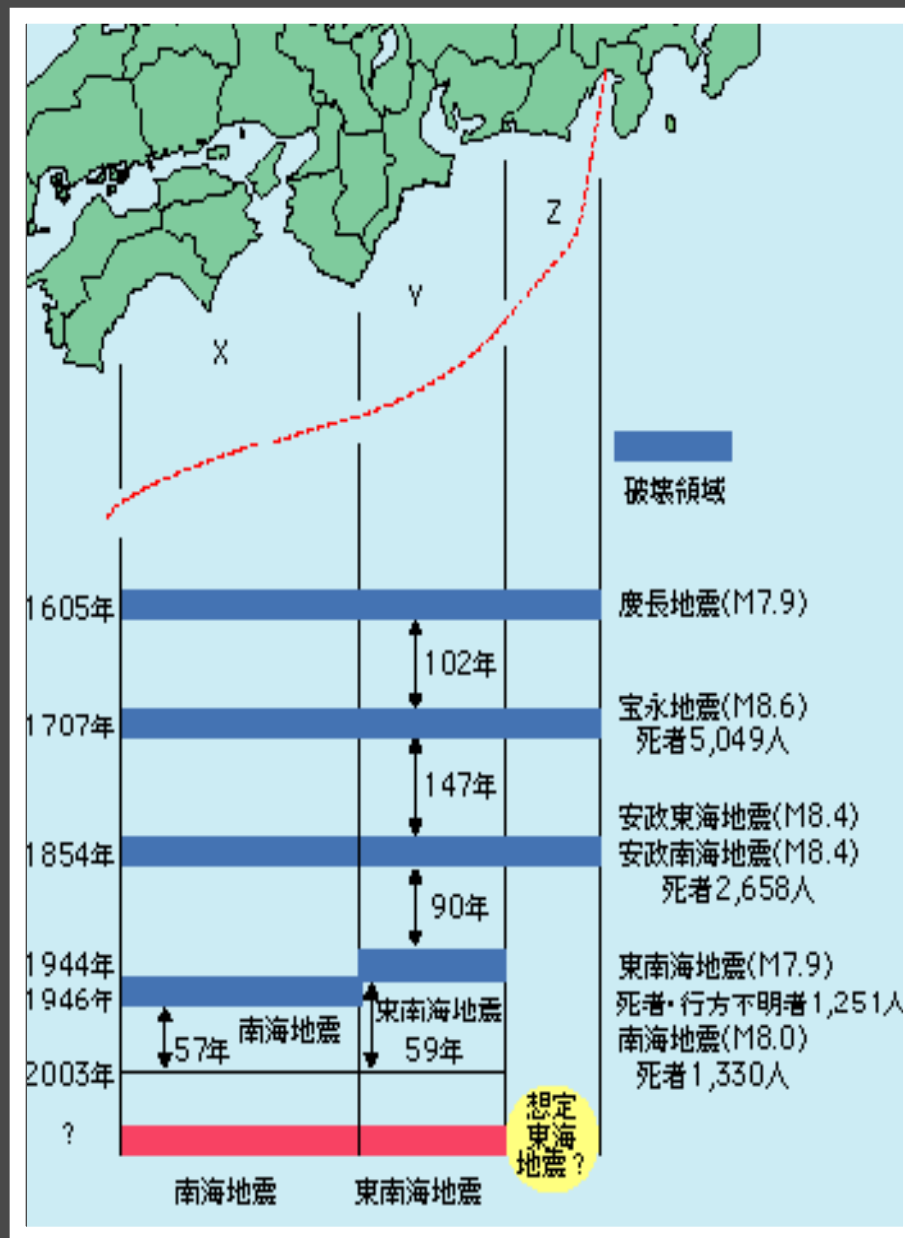 Z
Y
X
破壊領域
1605年
慶長地震(M7.9)
102年
1707年
宝永地震(M8.6)
死者5,049人
147年
安政東海地震(M8.4)
1854年
安政南海地震(M8.4)
死者2,658人
90年
1944年
東南海地震(M7.9)
1946年
死者・行方不明者1,251人
南海地震
東南海地震
南海地震(M8.0)
57年
59年
死者1,330人
2003年
?
想定
東海
地震?
南海地震
東南海地震